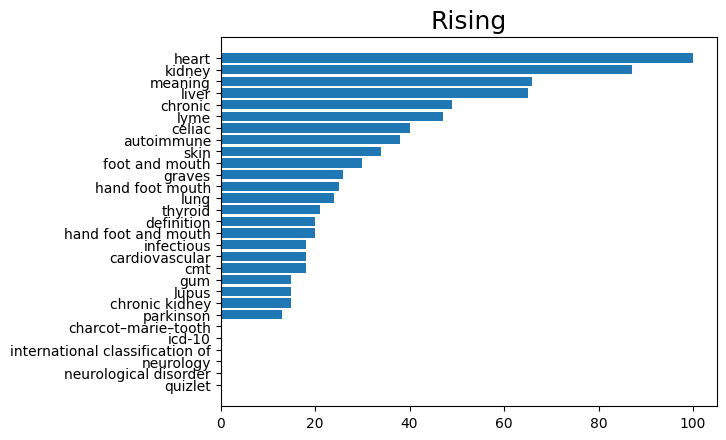 Rising
heart
kidney
meaning
liver
chronic
lyme
celiac
autoimmune
skin
foot and mouth
graves
hand foot mouth
lung
thyroid
definition
hand foot and mouth
infectious
cardiovascular
cmt
gum
lupus
chronic kidney
parkinson
charcot–marie–tooth
icd-10
international classification of
neurology
neurological disorder
quizlet
0 20 40 60 80 100